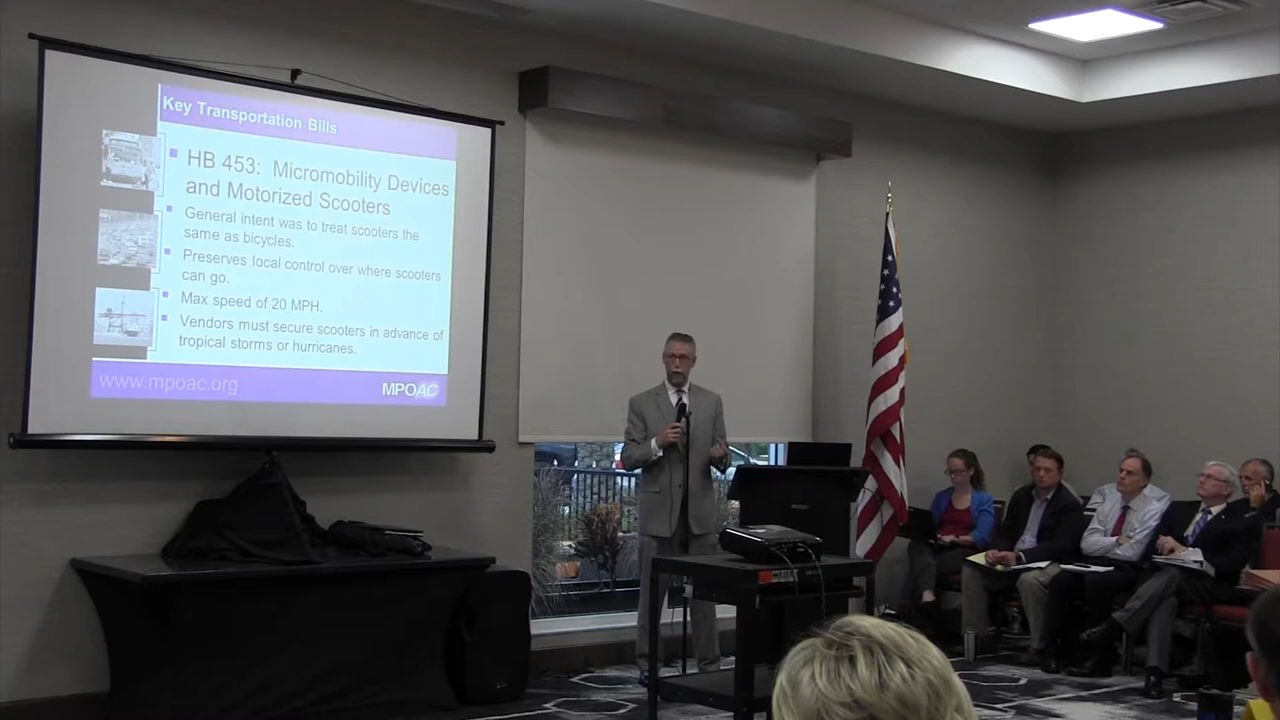 Key Transportation Bills
HB 453: Micromobility Devices
and Motorized Scooters
General intent was to treat scooters the
same as bicycles.
Preserves local control over where scooters
can go.
Max speed of 20 MPH.
Vendors must secure scooters in advance of
tropical storms or hurricanes.
www.mpoac.org
MPOAC